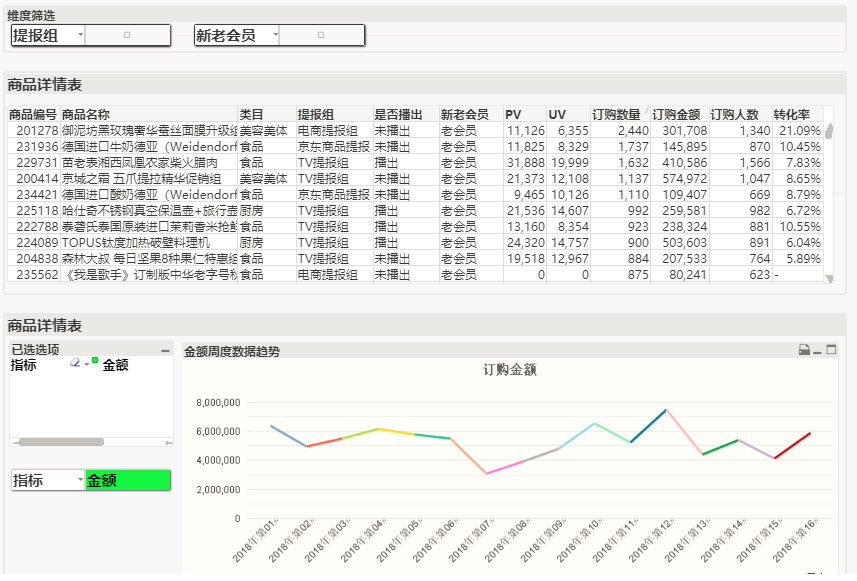 维度筛选
提报组 新老会员
商品详情表
商品编号 商品名称 类目 提报组 是否播出 新老会员 PV UV 订购数量 订购金额 订购人数 转化率
201278 御泥坊黑玫瑰奢华蚕丝面膜升级组 美容美体 电商提报组 未播出 老会员 11,126 6,355 2,440 301,708 1,340 21.09%
231936 德国进口牛奶德亚（Weidendorf 食品 京东商品提报 未播出 老会员 11,825 8,329 1,737 145,895 870 10.45%
229731 苗老表湘西凤凰农家柴火腊肉 食品 TV提报组 播出 老会员 31,888 19,999 1,632 410,586 1,566 7.83%
200414 京城之霜 五爪提拉精华促销组 美容美体 TV提报组 未播出 老会员 21,373 12,108 1,137 574,972 1,047 8.65%
234421 德国进口酸奶德亚（Weidendorf 食品 京东商品提报 未播出 老会员 9,465 10,126 1,110 109,407 669 8.79%
225118 哈仕奇不锈钢真空保温壶+旅行壶 厨房 TV提报组 播出 老会员 21,536 14,607 992 259,581 982 6.72%
222788 泰砻氏泰国原装进口茉莉香米抢鲜 食品 TV提报组 播出 老会员 13,160 8,354 923 238,324 881 10.55%
224089 TOPUS钛度加热破壁料理机 厨房 TV提报组 播出 老会员 24,320 14,757 900 503,603 891 6.04%
204838 森林大叔 每日坚果8种果仁特惠组 食品 TV提报组 未播出 老会员 19,518 12,967 884 207,533 764 5.89%
235562 《我是歌手》订制版中华老字号 食品 电商提报组 未播出 老会员 0 0 875 80,241 623 -
商品详情表
已选选项
指标 金额
指标 金额
金额周度数据趋势
订购金额
8,000,000
6,000,000
4,000,000
2,000,000
0
2018年第01 2018年第02 2018年第03 2018年第04 2018年第05 2018年第06 2018年第07 2018年第08 2018年第09 2018年第10 2018年第11 2018年第12 2018年第13 2018年第14 2018年第15 2018年第16